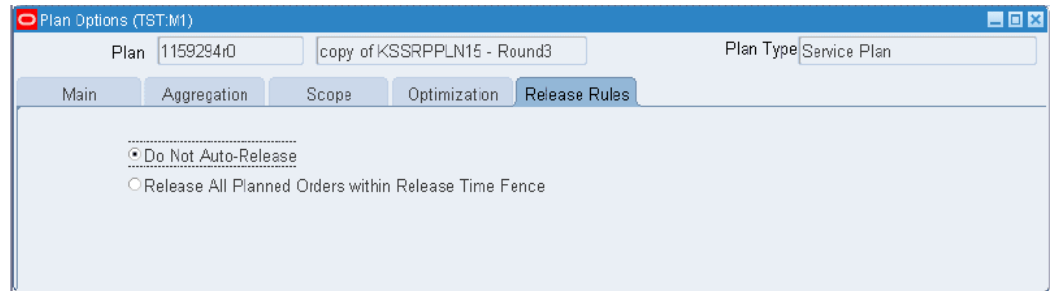 Plan Options (TST:M1)
Plan 1159294r0 copy of KSSRPPLN15 - Round3 Plan Type Service Plan
Main Aggregation Scope Optimization Release Rules
Do Not Auto-Release
Release All Planned Orders within Release Time Fence